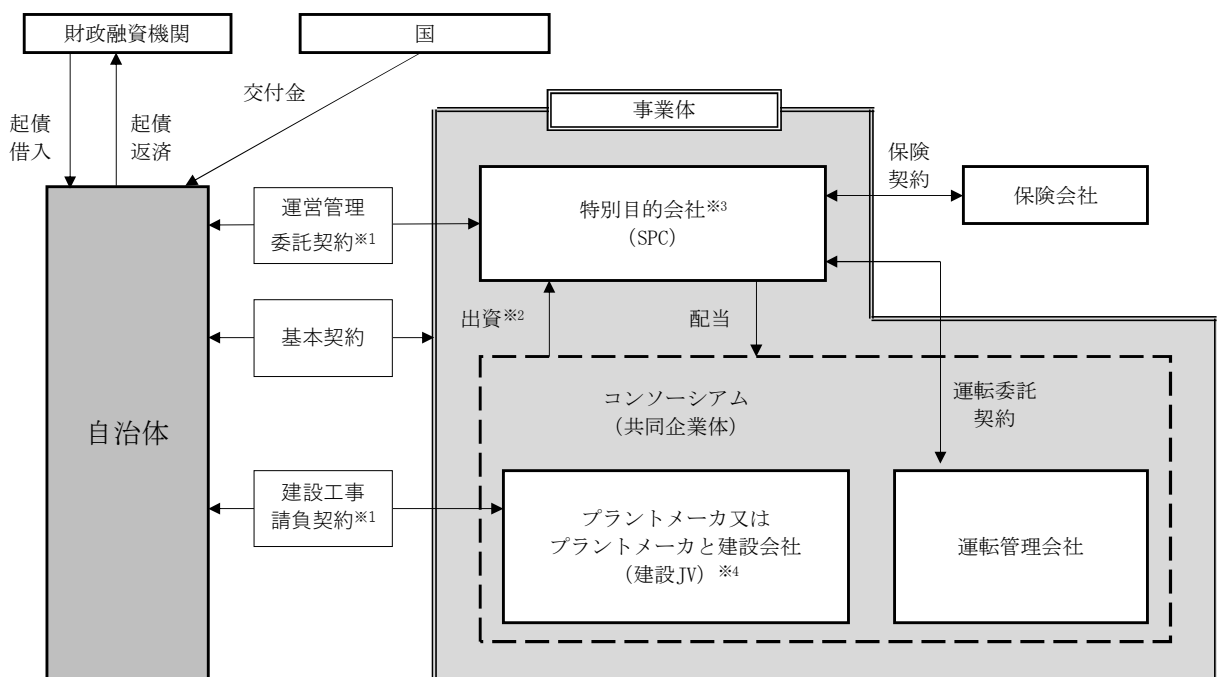 財政融資機関
国
交付金
起債
借入
起債
返済
事業体
保険
契約
保険会社
特別目的会社※3
(SPC)
運営管理
委託契約※1
出資※2
配当
基本契約
自治体
コンソーシアム
(共同企業体)
運転委託
契約
建設工事
請負契約※1
プラントメーカ又は
プラントメーカと建設会社
(建設JV)※4
運転管理会社